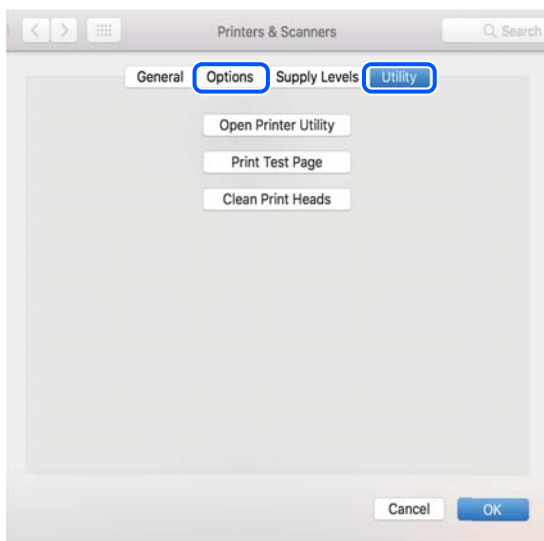 Printers & Scanners Search
General Options Supply Levels Utility
Open Printer Utility
Print Test Page
Clean Print Heads
Cancel OK